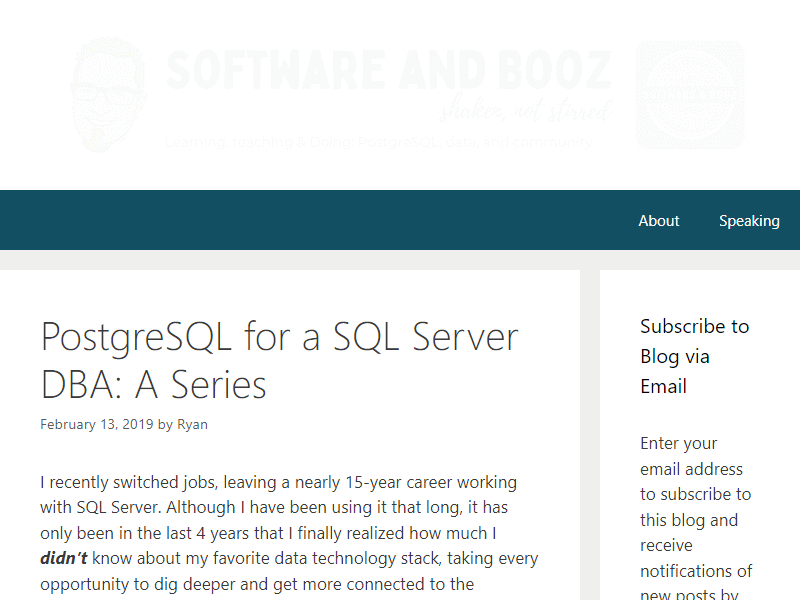 SOFTWARE AND BOOZ
shaken, not stirred
Learning, teaching & Doing: PostgreSQL, data, and community
About
Speaking
PostgreSQL for a SQL Server
DBA: A Series
February 13, 2019 by Ryan
I recently switched jobs, leaving a nearly 15-year career working
with SQL Server. Although I have been using it that long, it has
only been in the last 4 years that I finally realized how much I
didn't know about my favorite data technology stack, taking every
opportunity to dig deeper and get more connected to the
Subscribe to
Blog via
Email
Enter your
email address
to subscribe to
this blog and
receive
notifications of
new posts by